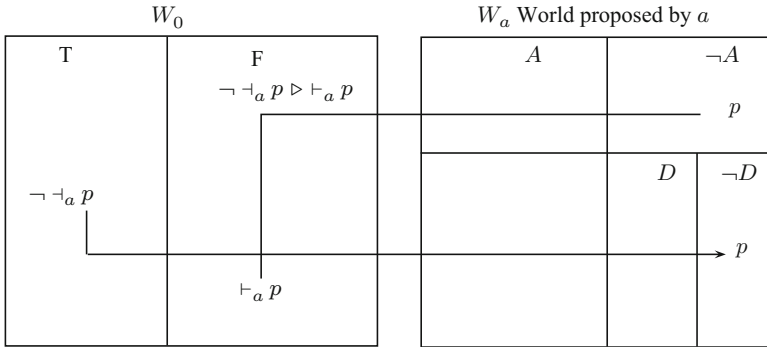 W₀ Wₐ World proposed by a
T F A ¬A
¬ ⊣ₐ p ▷ ⊢ₐ p
p
D ¬D
¬ ⊣ₐ p
p
⊢ₐ p